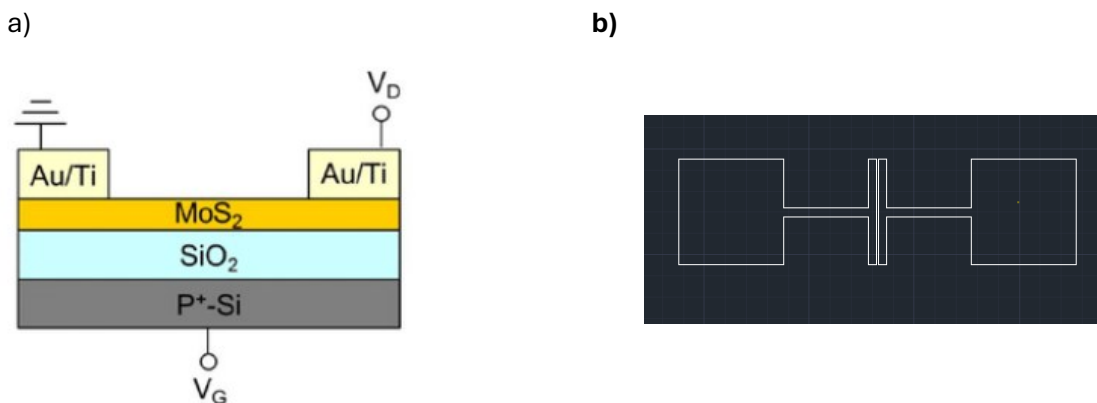 a)
b)
V_D
Au/Ti
Au/Ti
MoS₂
SiO₂
P⁺-Si
V_G